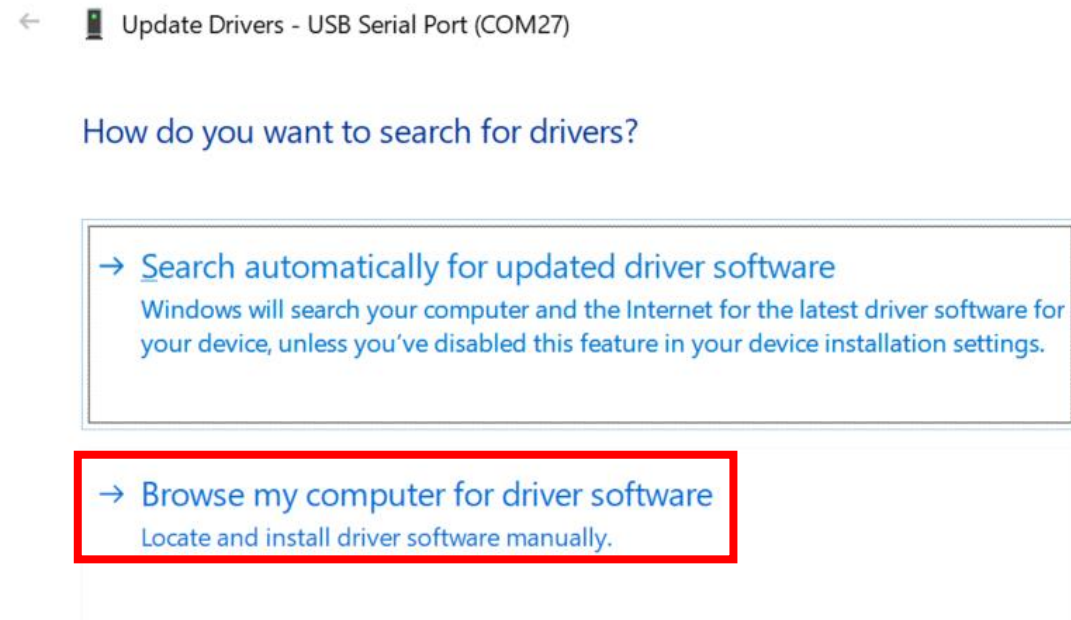 Update Drivers - USB Serial Port (COM27)
How do you want to search for drivers?
Search automatically for updated driver software
Windows will search your computer and the Internet for the latest driver software for
your device, unless you've disabled this feature in your device installation settings.
Browse my computer for driver software
Locate and install driver software manually.